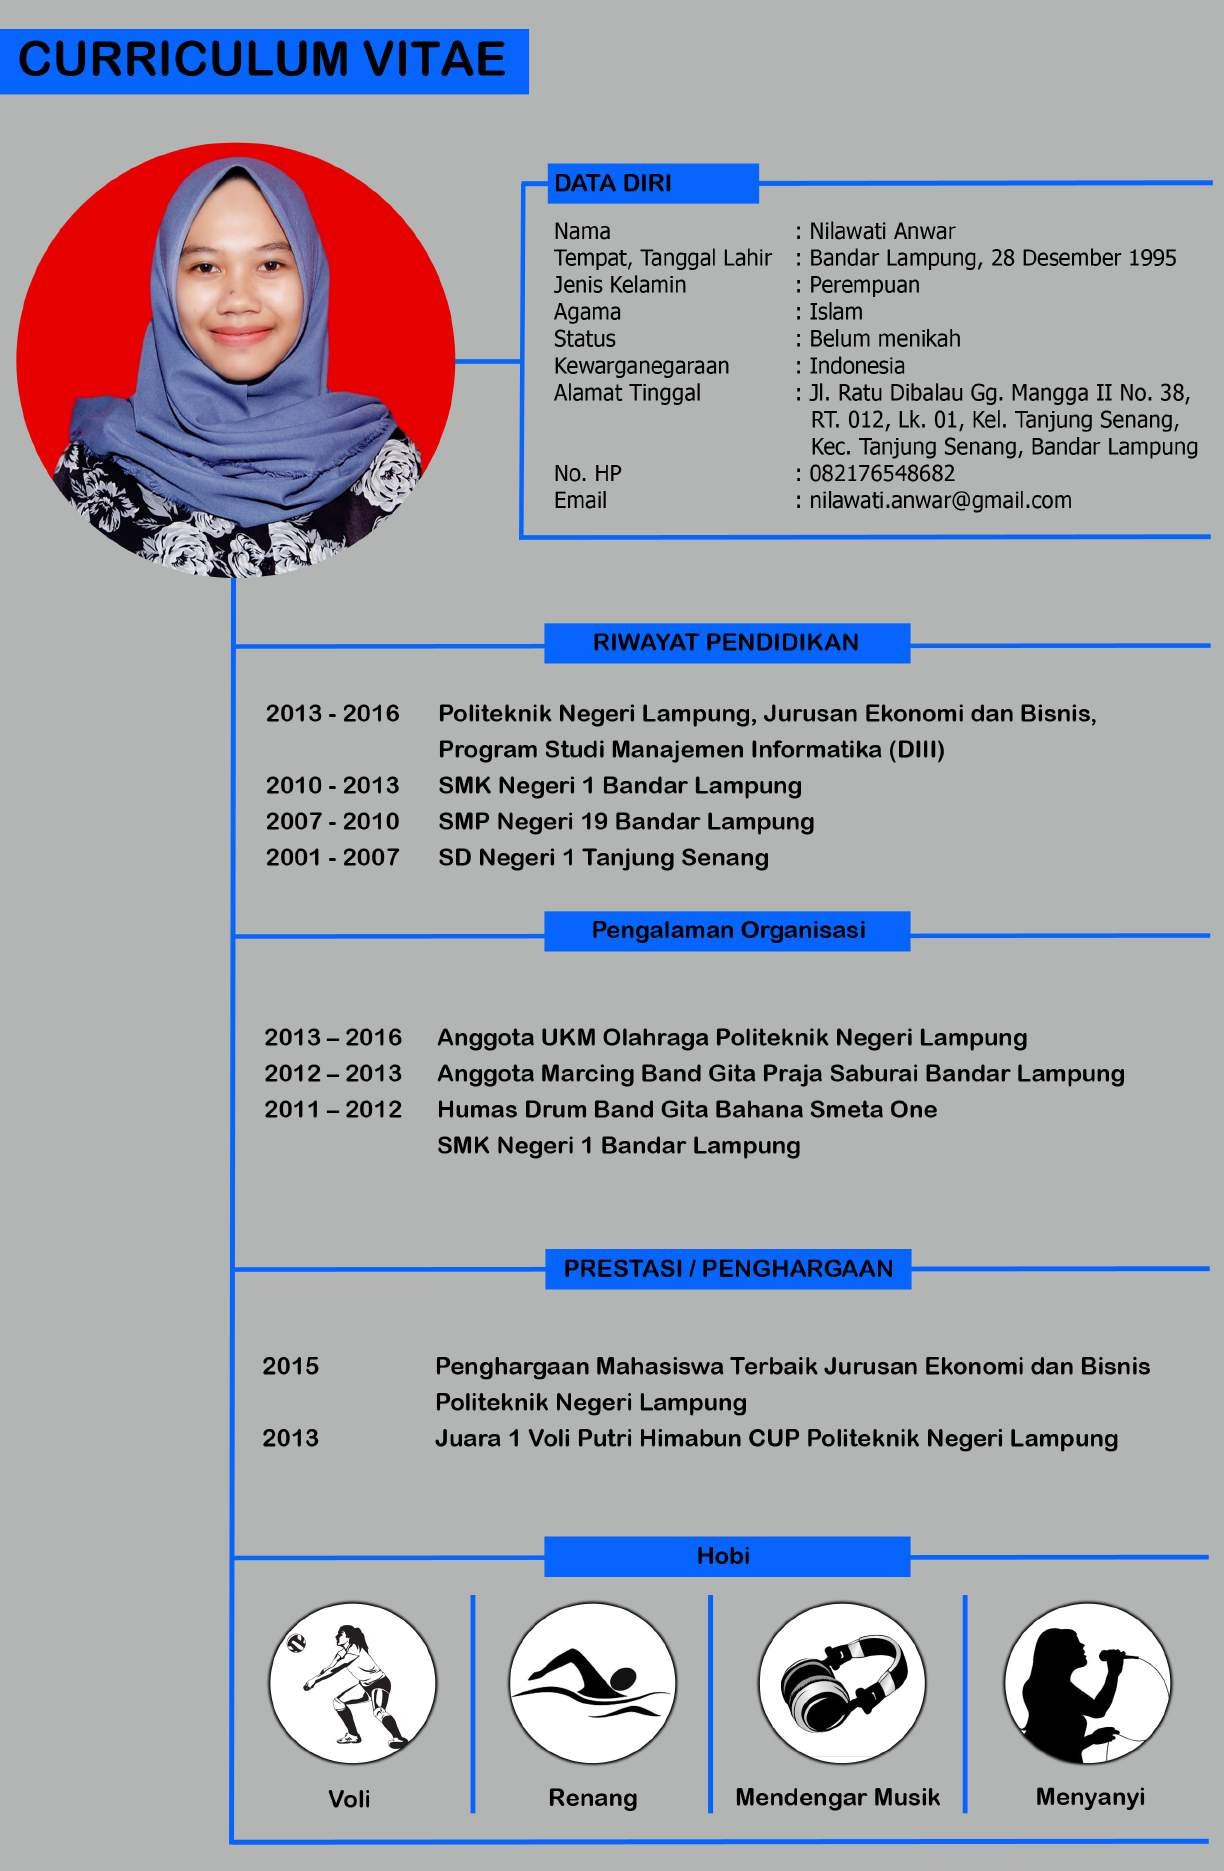 CURRICULUM VITAE
DATA DIRI
Nama : Nilawati Anwar
Tempat, Tanggal Lahir : Bandar Lampung, 28 Desember 1995
Jenis Kelamin : Perempuan
Agama : Islam
Status : Belum menikah
Kewarganegaraan : Indonesia
Alamat Tinggal : Jl. Ratu Dibalau Gg. Mangga II No. 38,
RT. 012, Lk. 01, Kel. Tanjung Senang,
Kec. Tanjung Senang, Bandar Lampung
No. HP : 082176548682
Email : nilawati.anwar@gmail.com
RIWAYAT PENDIDIKAN
2013 - 2016 Politeknik Negeri Lampung, Jurusan Ekonomi dan Bisnis,
Program Studi Manajemen Informatika (DIII)
2010 - 2013 SMK Negeri 1 Bandar Lampung
2007 - 2010 SMP Negeri 19 Bandar Lampung
2001 - 2007 SD Negeri 1 Tanjung Senang
Pengalaman Organisasi
2013 – 2016 Anggota UKM Olahraga Politeknik Negeri Lampung
2012 – 2013 Anggota Marcing Band Gita Praja Saburai Bandar Lampung
2011 – 2012 Humas Drum Band Gita Bahana Smeta One
SMK Negeri 1 Bandar Lampung
PRESTASI / PENGHARGAAN
2015 Penghargaan Mahasiswa Terbaik Jurusan Ekonomi dan Bisnis
Politeknik Negeri Lampung
2013 Juara 1 Voli Putri Himabun CUP Politeknik Negeri Lampung
Hobi
Voli Renang Mendengar Musik Menyanyi